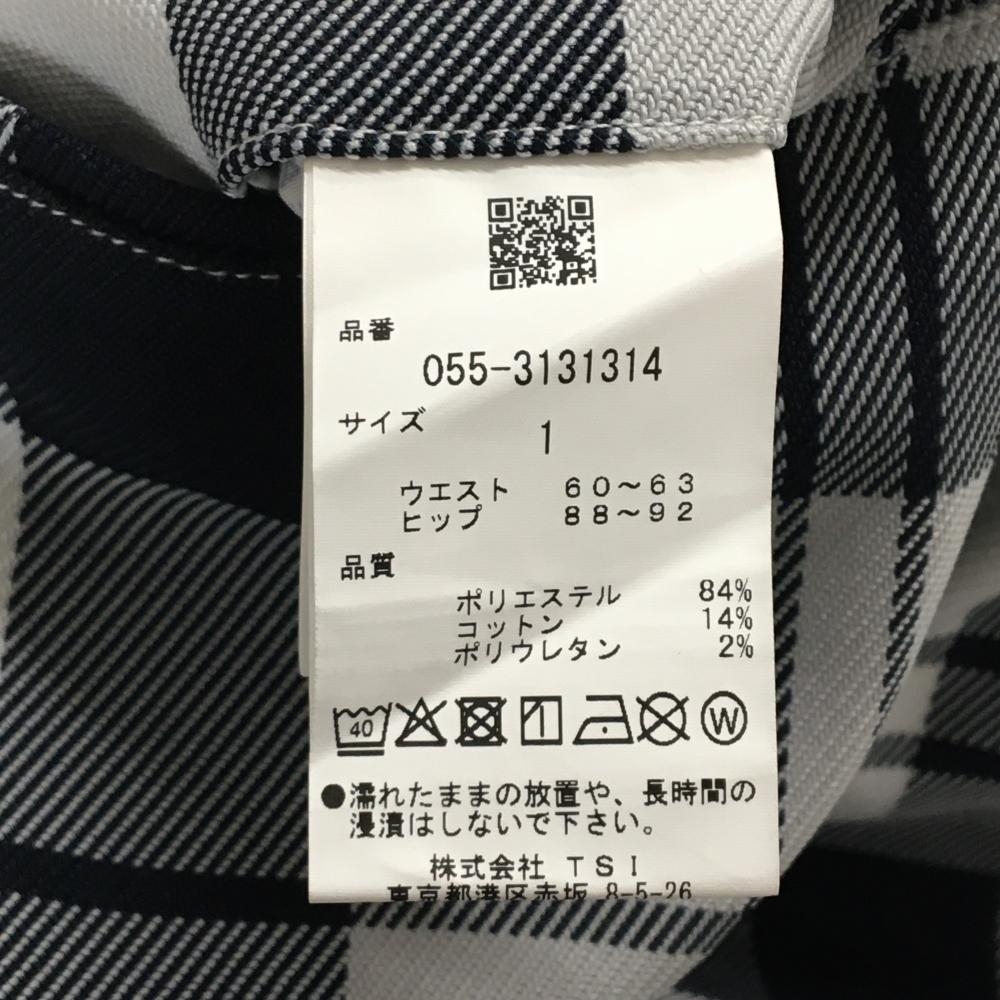 品番
055-3131314
サイズ
1
ウエスト 60～63
ヒップ 88～92
品質
ポリエステル 84%
コットン 14%
ポリウレタン 2%
40
W
●濡れたままの放置や、長時間の
浸漬はしないで下さい。
株式会社 TSI
東京都港区赤坂 8-5-26